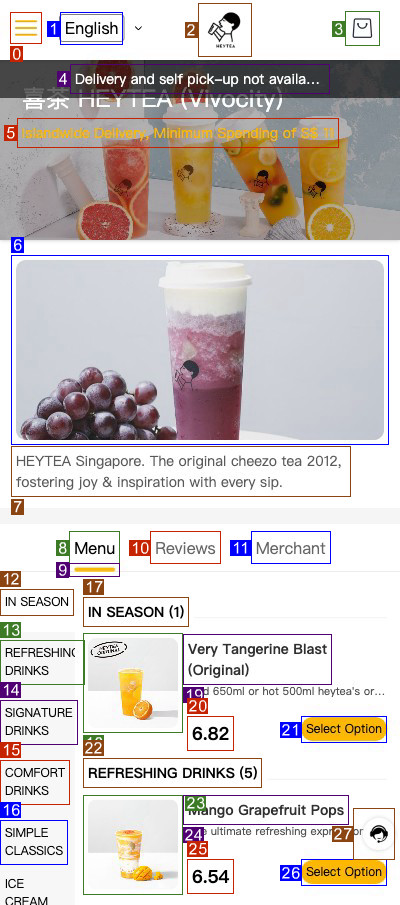 0
1
English
2
HEYTEA
3
4
Delivery and self pick-up not availa...
喜茶 HEYTEA (Vivocity)
5
Islandwide Delivery, Minimum Spending of S$ 11
6
HEYTEA Singapore. The original cheezo tea 2012,
fostering joy & inspiration with every sip.
7
8
Menu
10
Reviews
11
Merchant
9
12
IN SEASON
17
IN SEASON (1)
13
REFRESHING
DRINKS
14
SIGNATURE
DRINKS
15
COMFORT
DRINKS
16
SIMPLE
CLASSICS
ICE
CREAM
HEYTEA
Very Tangerine Blast
(Original)
19
d 650ml or hot 500ml heytea's or...
20
6.82
21
Select Option
22
REFRESHING DRINKS (5)
23
Mango Grapefruit Pops
24
e ultimate refreshing expr
or
27
25
6.54
26
Select Option